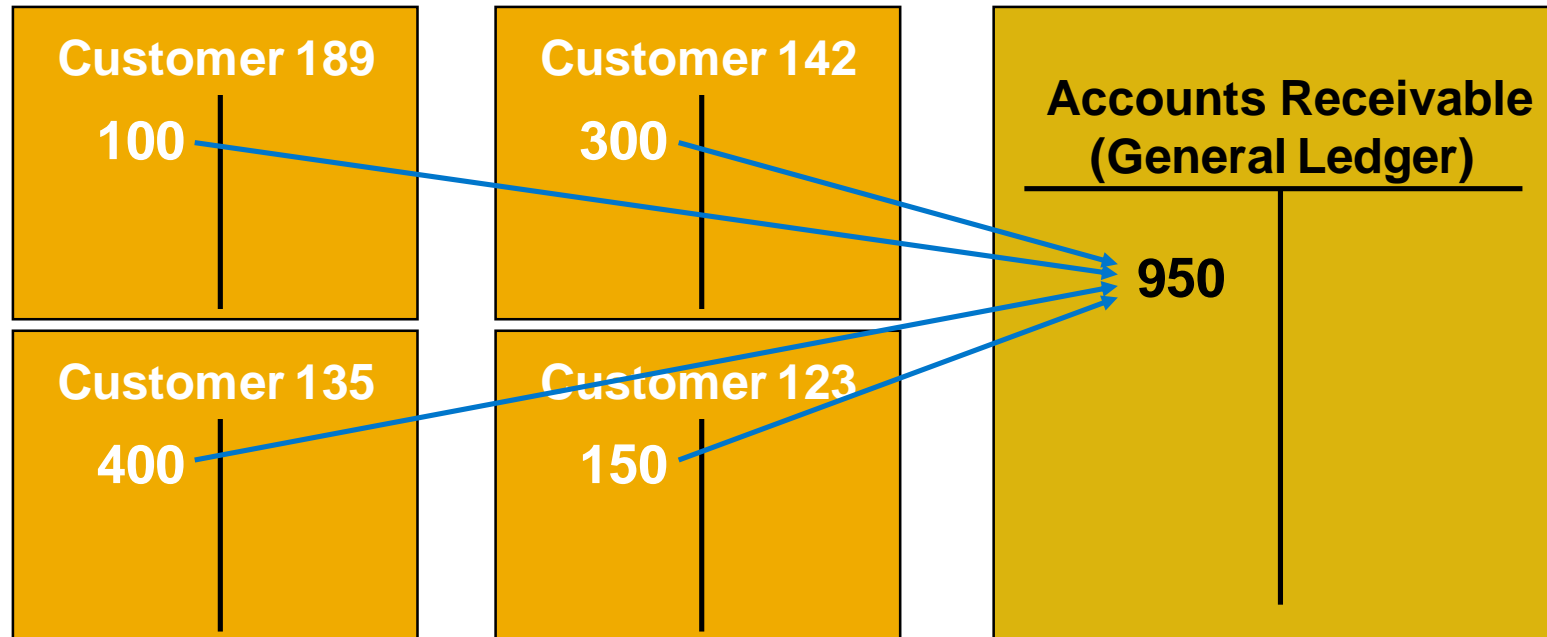 Customer 189
100
Customer 142
300
Customer 135
400
Customer 123
150
Accounts Receivable
(General Ledger)
950